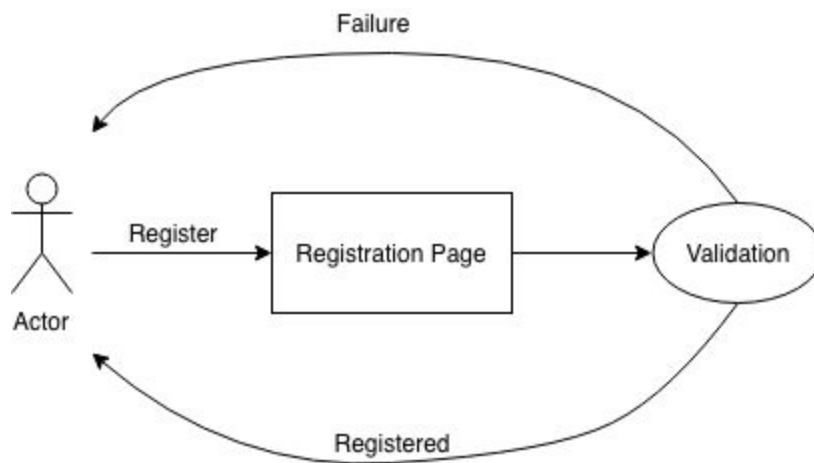 Failure
Register
Registration Page
Validation
Actor
Registered